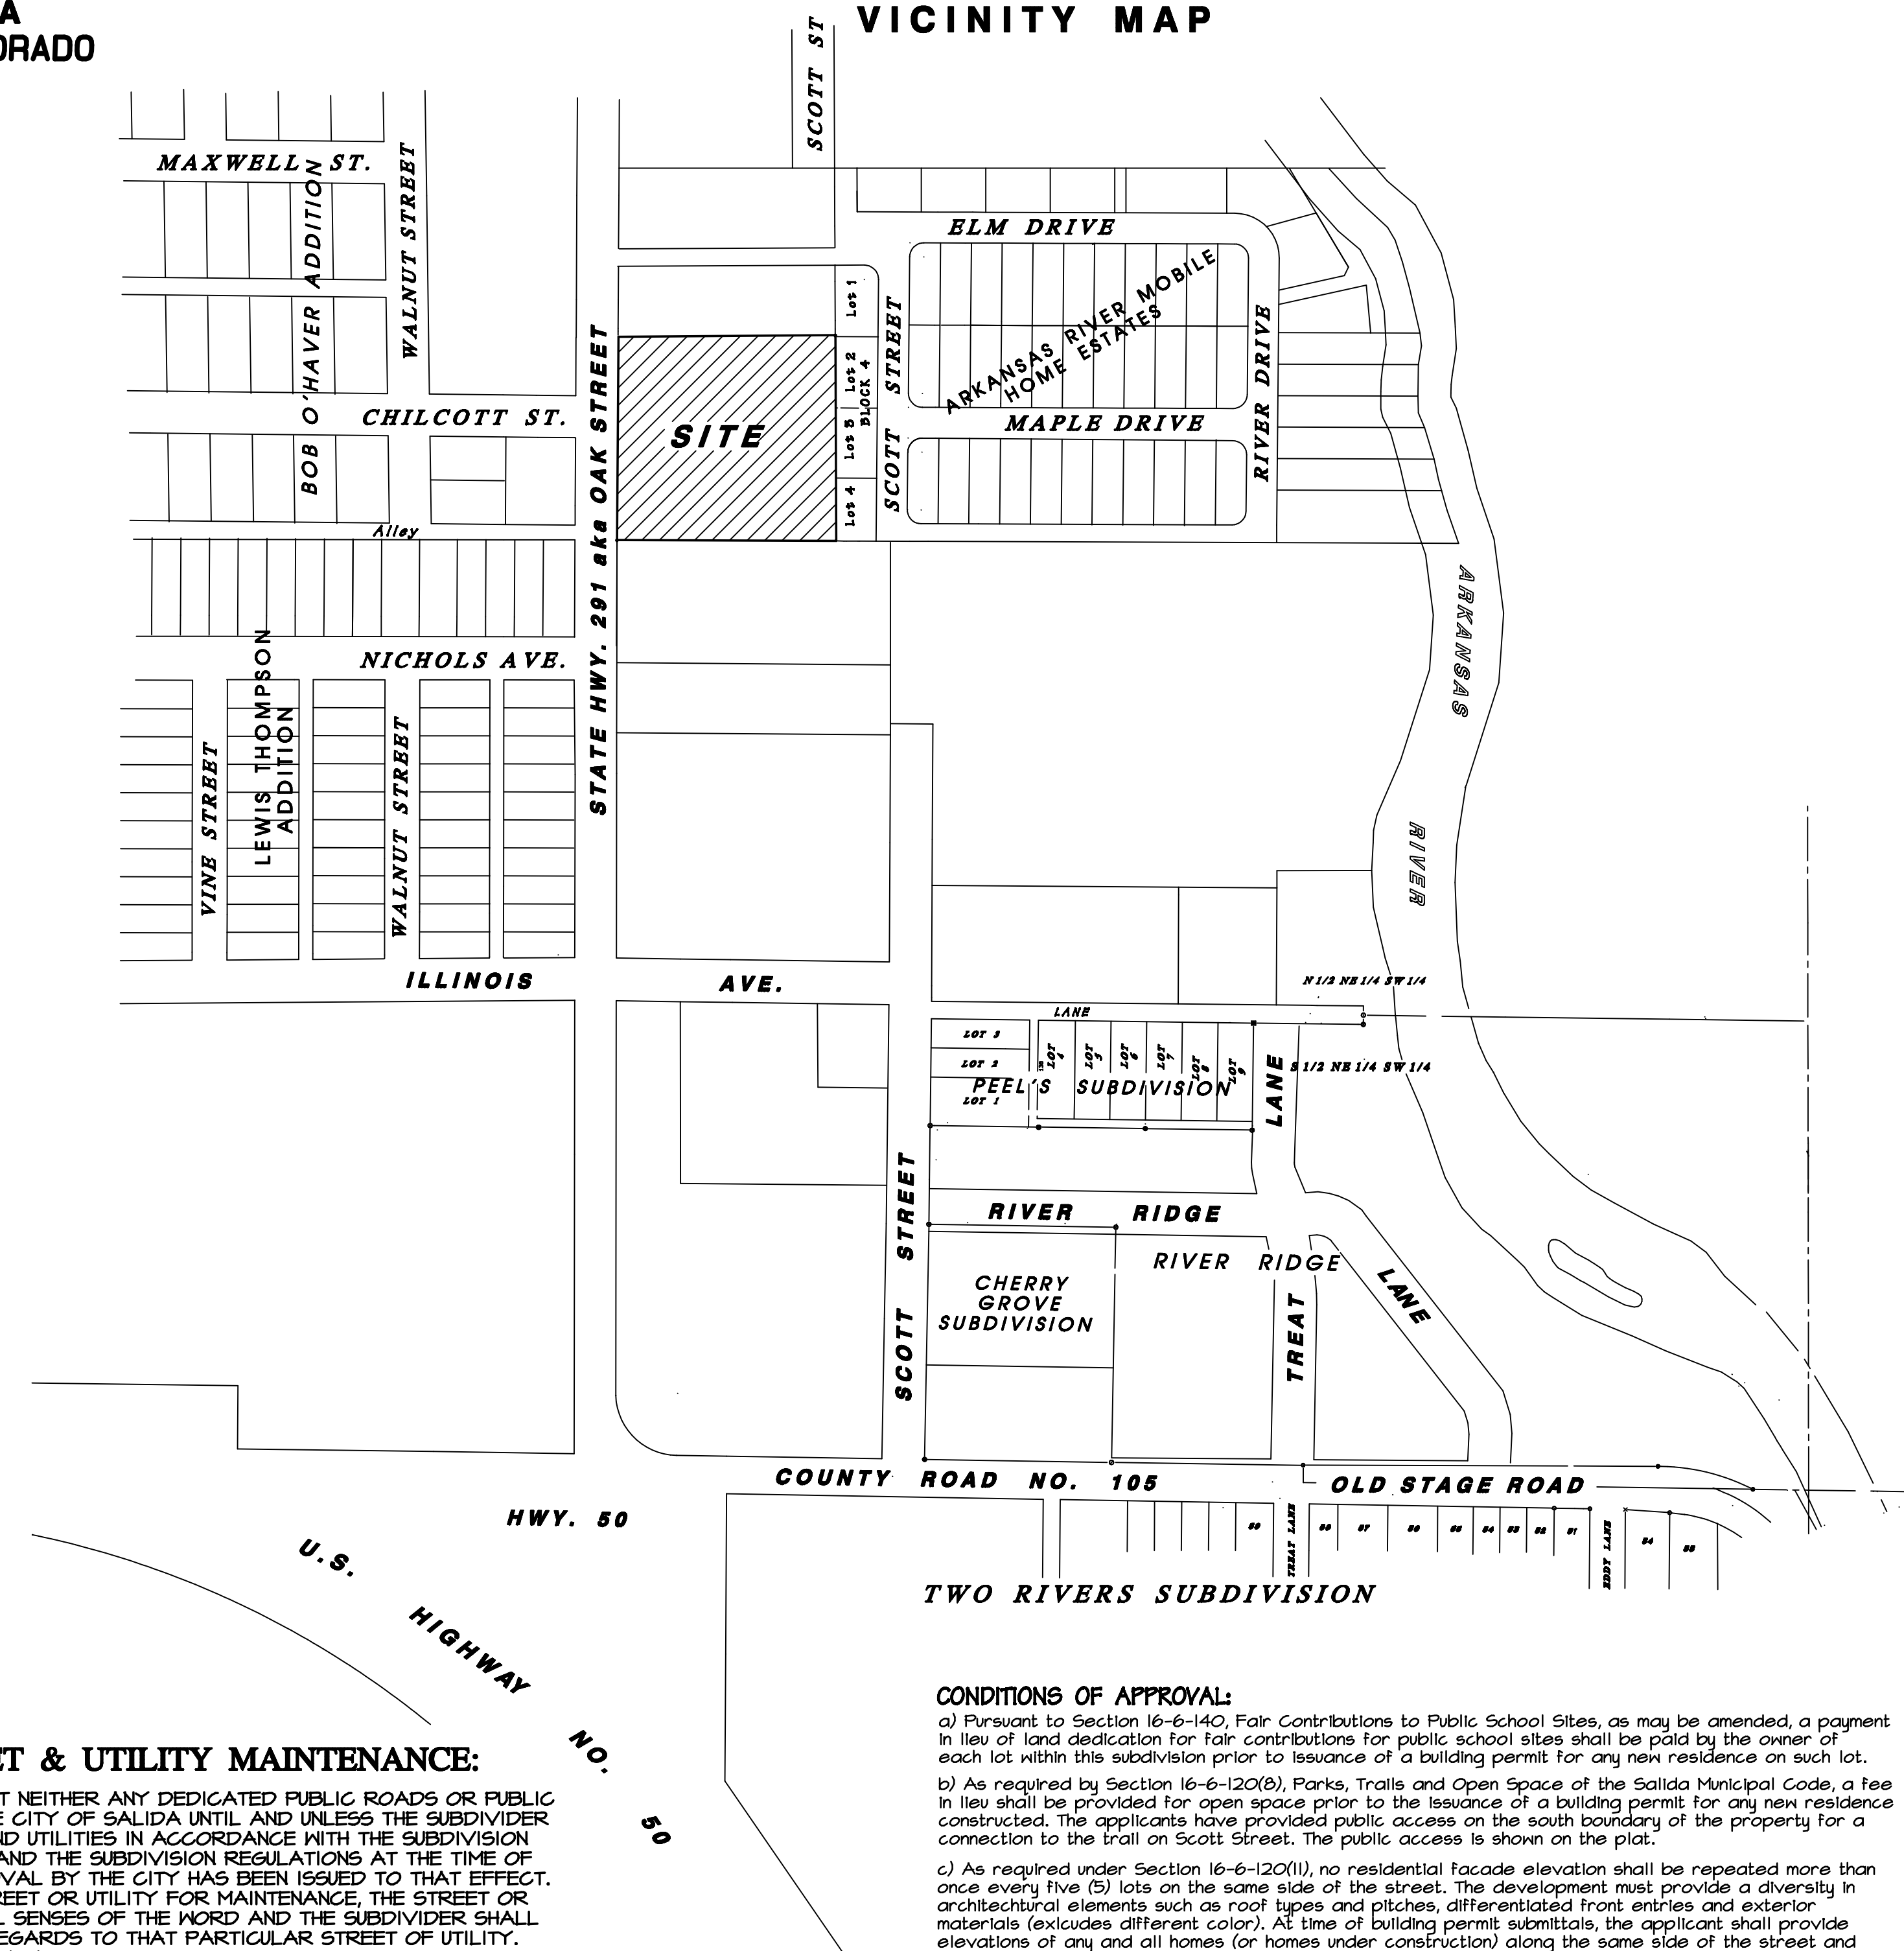 A
ORADO
VICINITY MAP
SCOTT ST
MAXWELL ST.
WALNUT STREET
BOB O'HAVER ADDITION
ELM DRIVE
ARKANSAS RIVER MOBILE
HOME ESTATES
RIVER DRIVE
SCOTT STREET
Lot 1
Lot 2
BLOCK 4
Lot 3
Lot 4
SITE
CHILCOTT ST.
MAPLE DRIVE
STATE HWY. 291 aka OAK STREET
Alley
ARKANSAS
RIVER
NICHOLS AVE.
LEWIS THOMPSON
ADDITION
VINE STREET
WALNUT STREET
ILLINOIS AVE.
N 1/2 NE 1/4 SW 1/4
LANE
LOT 3
LOT 2
LOT 1
LOT 4
LOT 5
LOT 6
LOT 7
LOT 8
LOT 9
PEEL'S SUBDIVISION
LANE
S 1/2 NE 1/4 SW 1/4
SCOTT STREET
RIVER RIDGE
RIVER RIDGE
LANE
CHERRY
GROVE
SUBDIVISION
TREAT
COUNTY ROAD NO. 105
OLD STAGE ROAD
HWY. 50
TREAT LANE
EDDY LANE
TWO RIVERS SUBDIVISION
U.S. HIGHWAY NO. 50
CONDITIONS OF APPROVAL:
a) Pursuant to Section 16-6-140, Fair Contributions to Public School Sites, as may be amended, a payment
in lieu of land dedication for fair contributions for public school sites shall be paid by the owner of
each lot within this subdivision prior to issuance of a building permit for any new residence on such lot.
b) As required by Section 16-6-120(8), Parks, Trails and Open Space of the Salida Municipal Code, a fee
in lieu shall be provided for open space prior to the issuance of a building permit for any new residence
constructed. The applicants have provided public access on the south boundary of the property for a
connection to the trail on Scott Street. The public access is shown on the plat.
c) As required under Section 16-6-120(11), no residential facade elevation shall be repeated more than
once every five (5) lots on the same side of the street. The development must provide a diversity in
architechtural elements such as roof types and pitches, differentiated front entries and exterior
materials (exlcudes different color). At time of building permit submittals, the applicant shall provide
elevations of any and all homes (or homes under construction) along the same side of the street and
ET & UTILITY MAINTENANCE:
T NEITHER ANY DEDICATED PUBLIC ROADS OR PUBLIC
E CITY OF SALIDA UNTIL AND UNLESS THE SUBDIVIDER
ND UTILITIES IN ACCORDANCE WITH THE SUBDIVISION
AND THE SUBDIVISION REGULATIONS AT THE TIME OF
VAL BY THE CITY HAS BEEN ISSUED TO THAT EFFECT.
REET OR UTILITY FOR MAINTENANCE, THE STREET OR
L SENSES OF THE WORD AND THE SUBDIVIDER SHALL
EGARDS TO THAT PARTICULAR STREET OF UTILITY.